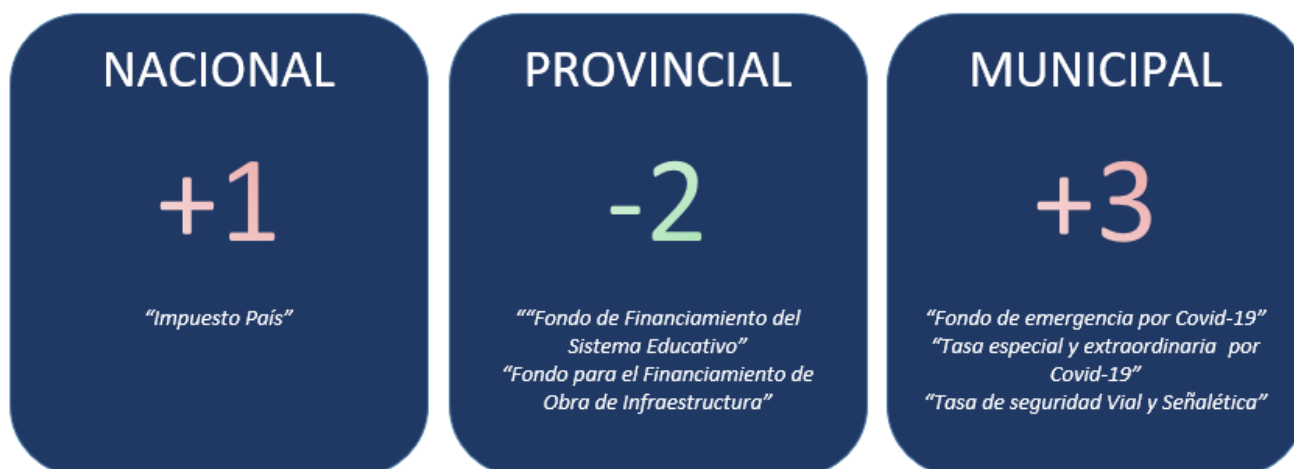 NACIONAL
+1
“Impuesto País”
PROVINCIAL
-2
““Fondo de Financiamiento del
Sistema Educativo”
“Fondo para el Financiamiento de
Obra de Infraestructura”
MUNICIPAL
+3
“Fondo de emergencia por Covid-19”
“Tasa especial y extraordinaria por
Covid-19”
“Tasa de seguridad Vial y Señalética”